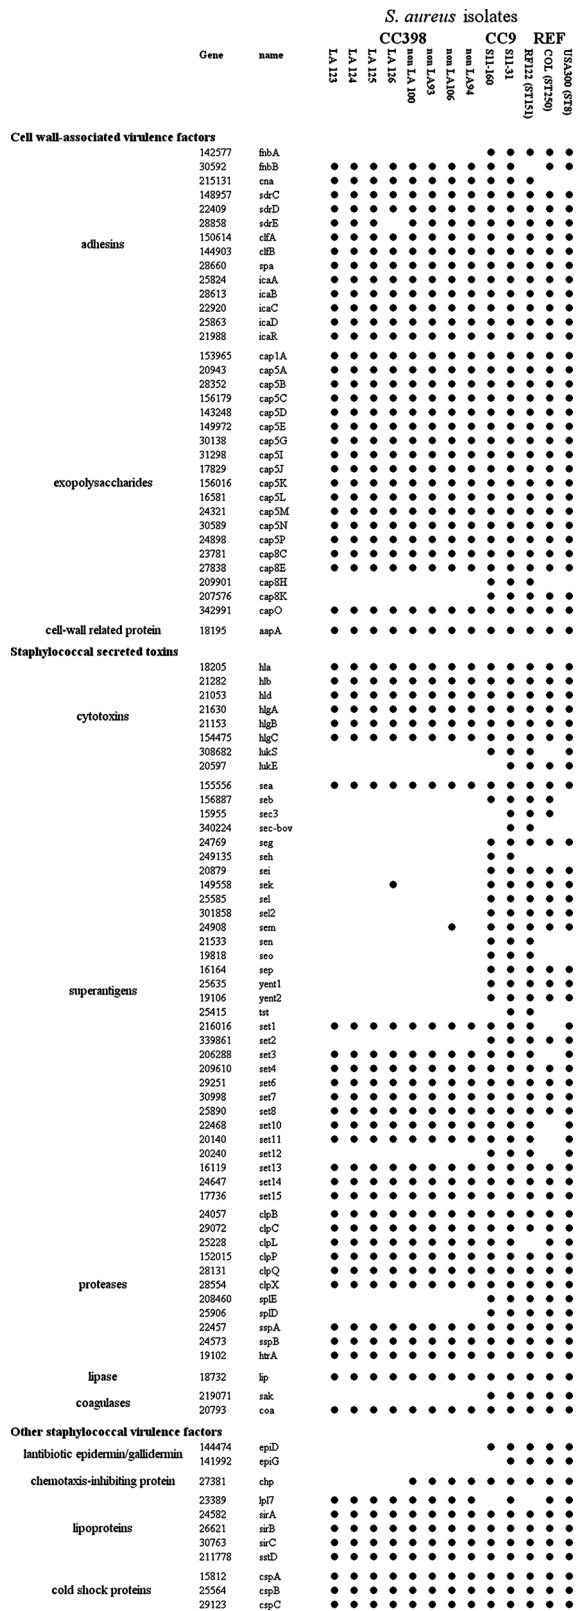 S. aureus isolates
CC398 CC9 REF
Gene name LA 123 LA 124 LA 125 LA 126 non LA 100 non LA93 non LA106 non LA94 S11-160 S11-31 RF122 (ST151) COL (ST250) USA300 (ST8)
Cell wall-associated virulence factors
142577 fnbA
30592 fnbB
215131 cna
148957 sdrC
22409 sdrD
28858 sdrE
150614 clfA
adhesins
144903 clfB
28660 spa
25824 icaA
28613 icaB
22920 icaC
25863 icaD
21988 icaR
153965 cap1A
20943 cap5A
28352 cap5B
156179 cap5C
143248 cap5D
149972 cap5E
30138 cap5G
31298 cap5I
17829 cap5J
exopolysaccharides 156016 cap5K
16581 cap5L
24321 cap5M
30589 cap5N
24898 cap5P
23781 cap8C
27838 cap8E
209901 cap8H
207576 cap8K
342991 capO
cell-wall related protein 18195 aapA
Staphylococcal secreted toxins
18205 hla
21282 hlb
21053 hld
21630 hlgA
cytotoxins
21153 hlgB
154475 hlgC
308682 lukS
20597 lukE
155556 sea
156887 seb
15955 sec3
340224 sec-bov
24769 seg
249135 seh
20879 sei
149558 sek
25585 sel
301858 sel2
24908 sem
21533 sen
19818 seo
16164 sep
25635 yent1
superantigens
19106 yent2
25415 tst
216016 set1
339861 set2
206288 set3
209610 set4
29251 set6
30998 set7
25890 set8
22468 set10
20140 set11
20240 set12
16119 set13
24647 set14
17736 set15
24057 clpB
29072 clpC
25228 clpL
152015 clpP
28131 clpQ
proteases 28554 clpX
208460 splE
25906 splD
22457 sspA
24573 sspB
19102 htrA
lipase 18732 lip
219071 sak
coagulases
20793 coa
Other staphylococcal virulence factors
144474 epiD
lantibiotic epidermin/gallidermin
141992 epiG
chemotaxis-inhibiting protein 27381 chp
23389 lpl7
24582 sirA
lipoproteins 26621 sirB
30763 sirC
211778 sstD
15812 cspA
cold shock proteins 25564 cspB
29123 cspC